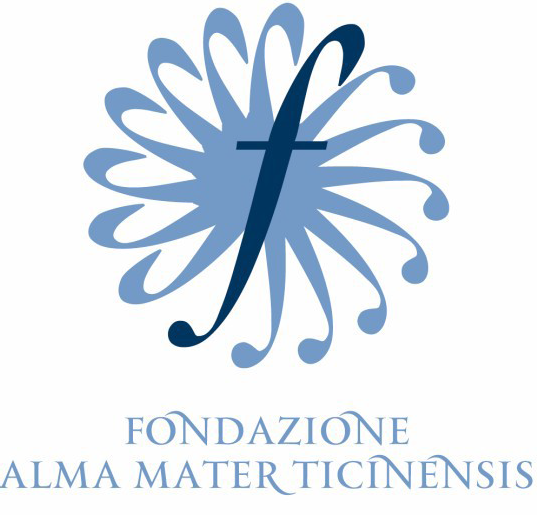 f
FONDAZIONE
ALMA MATER TICINENSIS